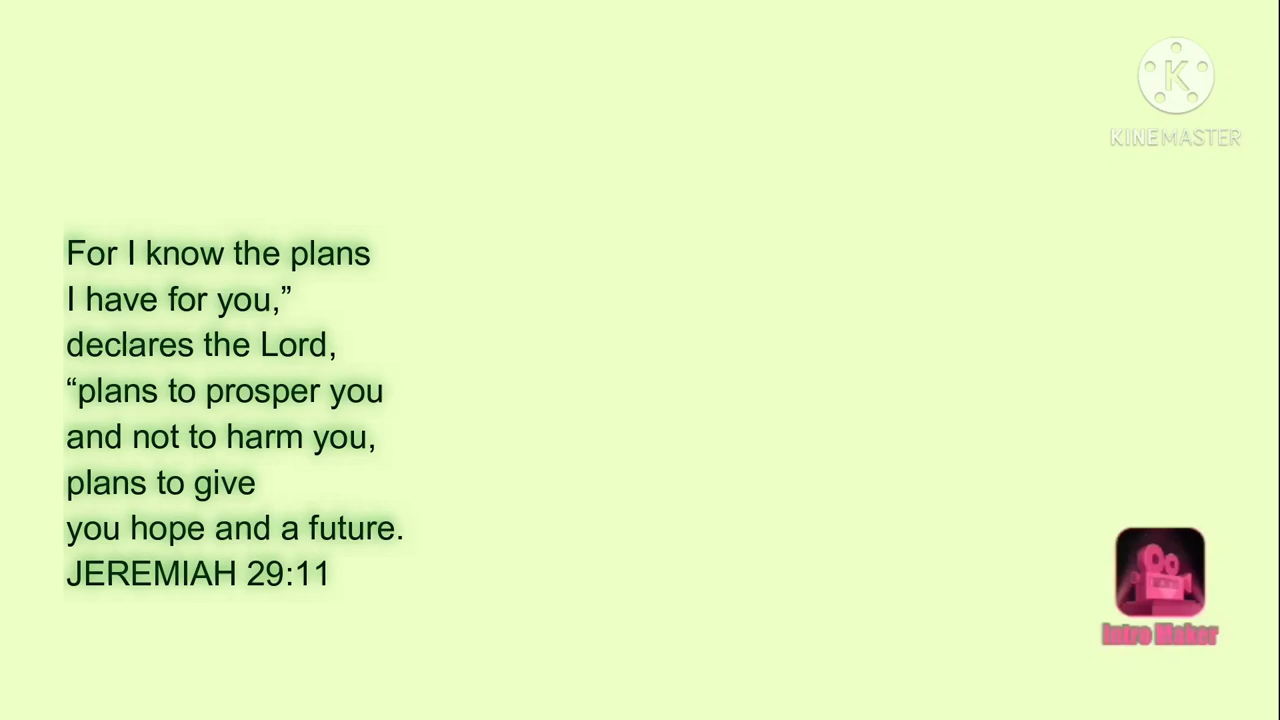 KINEMASTER
For I know the plans
I have for you,”
declares the Lord,
“plans to prosper you
and not to harm you,
plans to give
you hope and a future.
JEREMIAH 29:11
Intro Maker